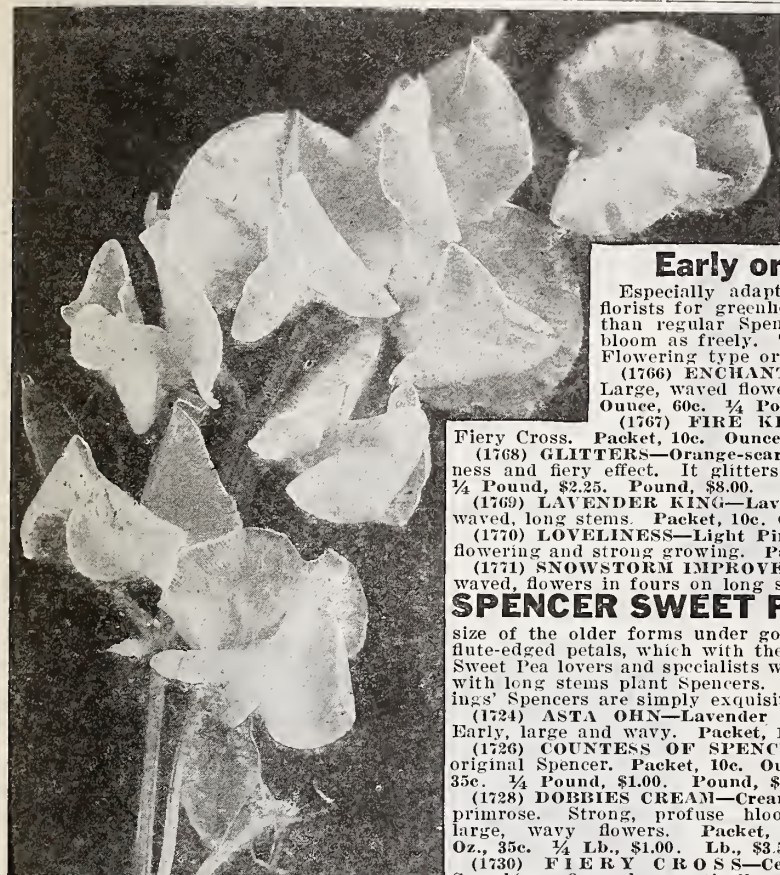 Early or
Especially adapt
florists for greenh
than regular Spen
bloom as freely.
Flowering type or
(1766) ENCHANT
Large, waved flow
Ounce, 60c. ¼ Po
(1767) FIRE KI
Fiery Cross. Packet, 10c. Ounce
(1768) GLITTERS—Orange-scar
ness and fiery effect. It glitters
¼ Pound, $2.25. Pound, $8.00.
(1769) LAVENDER KING—Lav
waved, long stems. Packet, 10c.
(1770) LOVELINESS—Light Pi
flowering and strong growing. P
(1771) SNOWSTORM IMPROVE
waved, flowers in fours on long s
SPENCER SWEET P
size of the older forms under go
flute-edged petals, which with the
Sweet Pea lovers and specialists w
with long stems plant Spencers.
ings' Spencers are simply exquisi
(1724) ASTA OHN—Lavender
Early, large and wavy. Packet, 1
(1726) COUNTESS OF SPENC
original Spencer. Packet, 10c. Ou
35c. ¼ Pound, $1.00. Pound, $
(1728) DOBBIES CREAM—Crea
primrose. Strong, profuse bloo
large, wavy flowers. Packet,
Oz., 35c. ¼ Lb., $1.00. Lb., $3.
(1730) FIERY CROSS—Ce